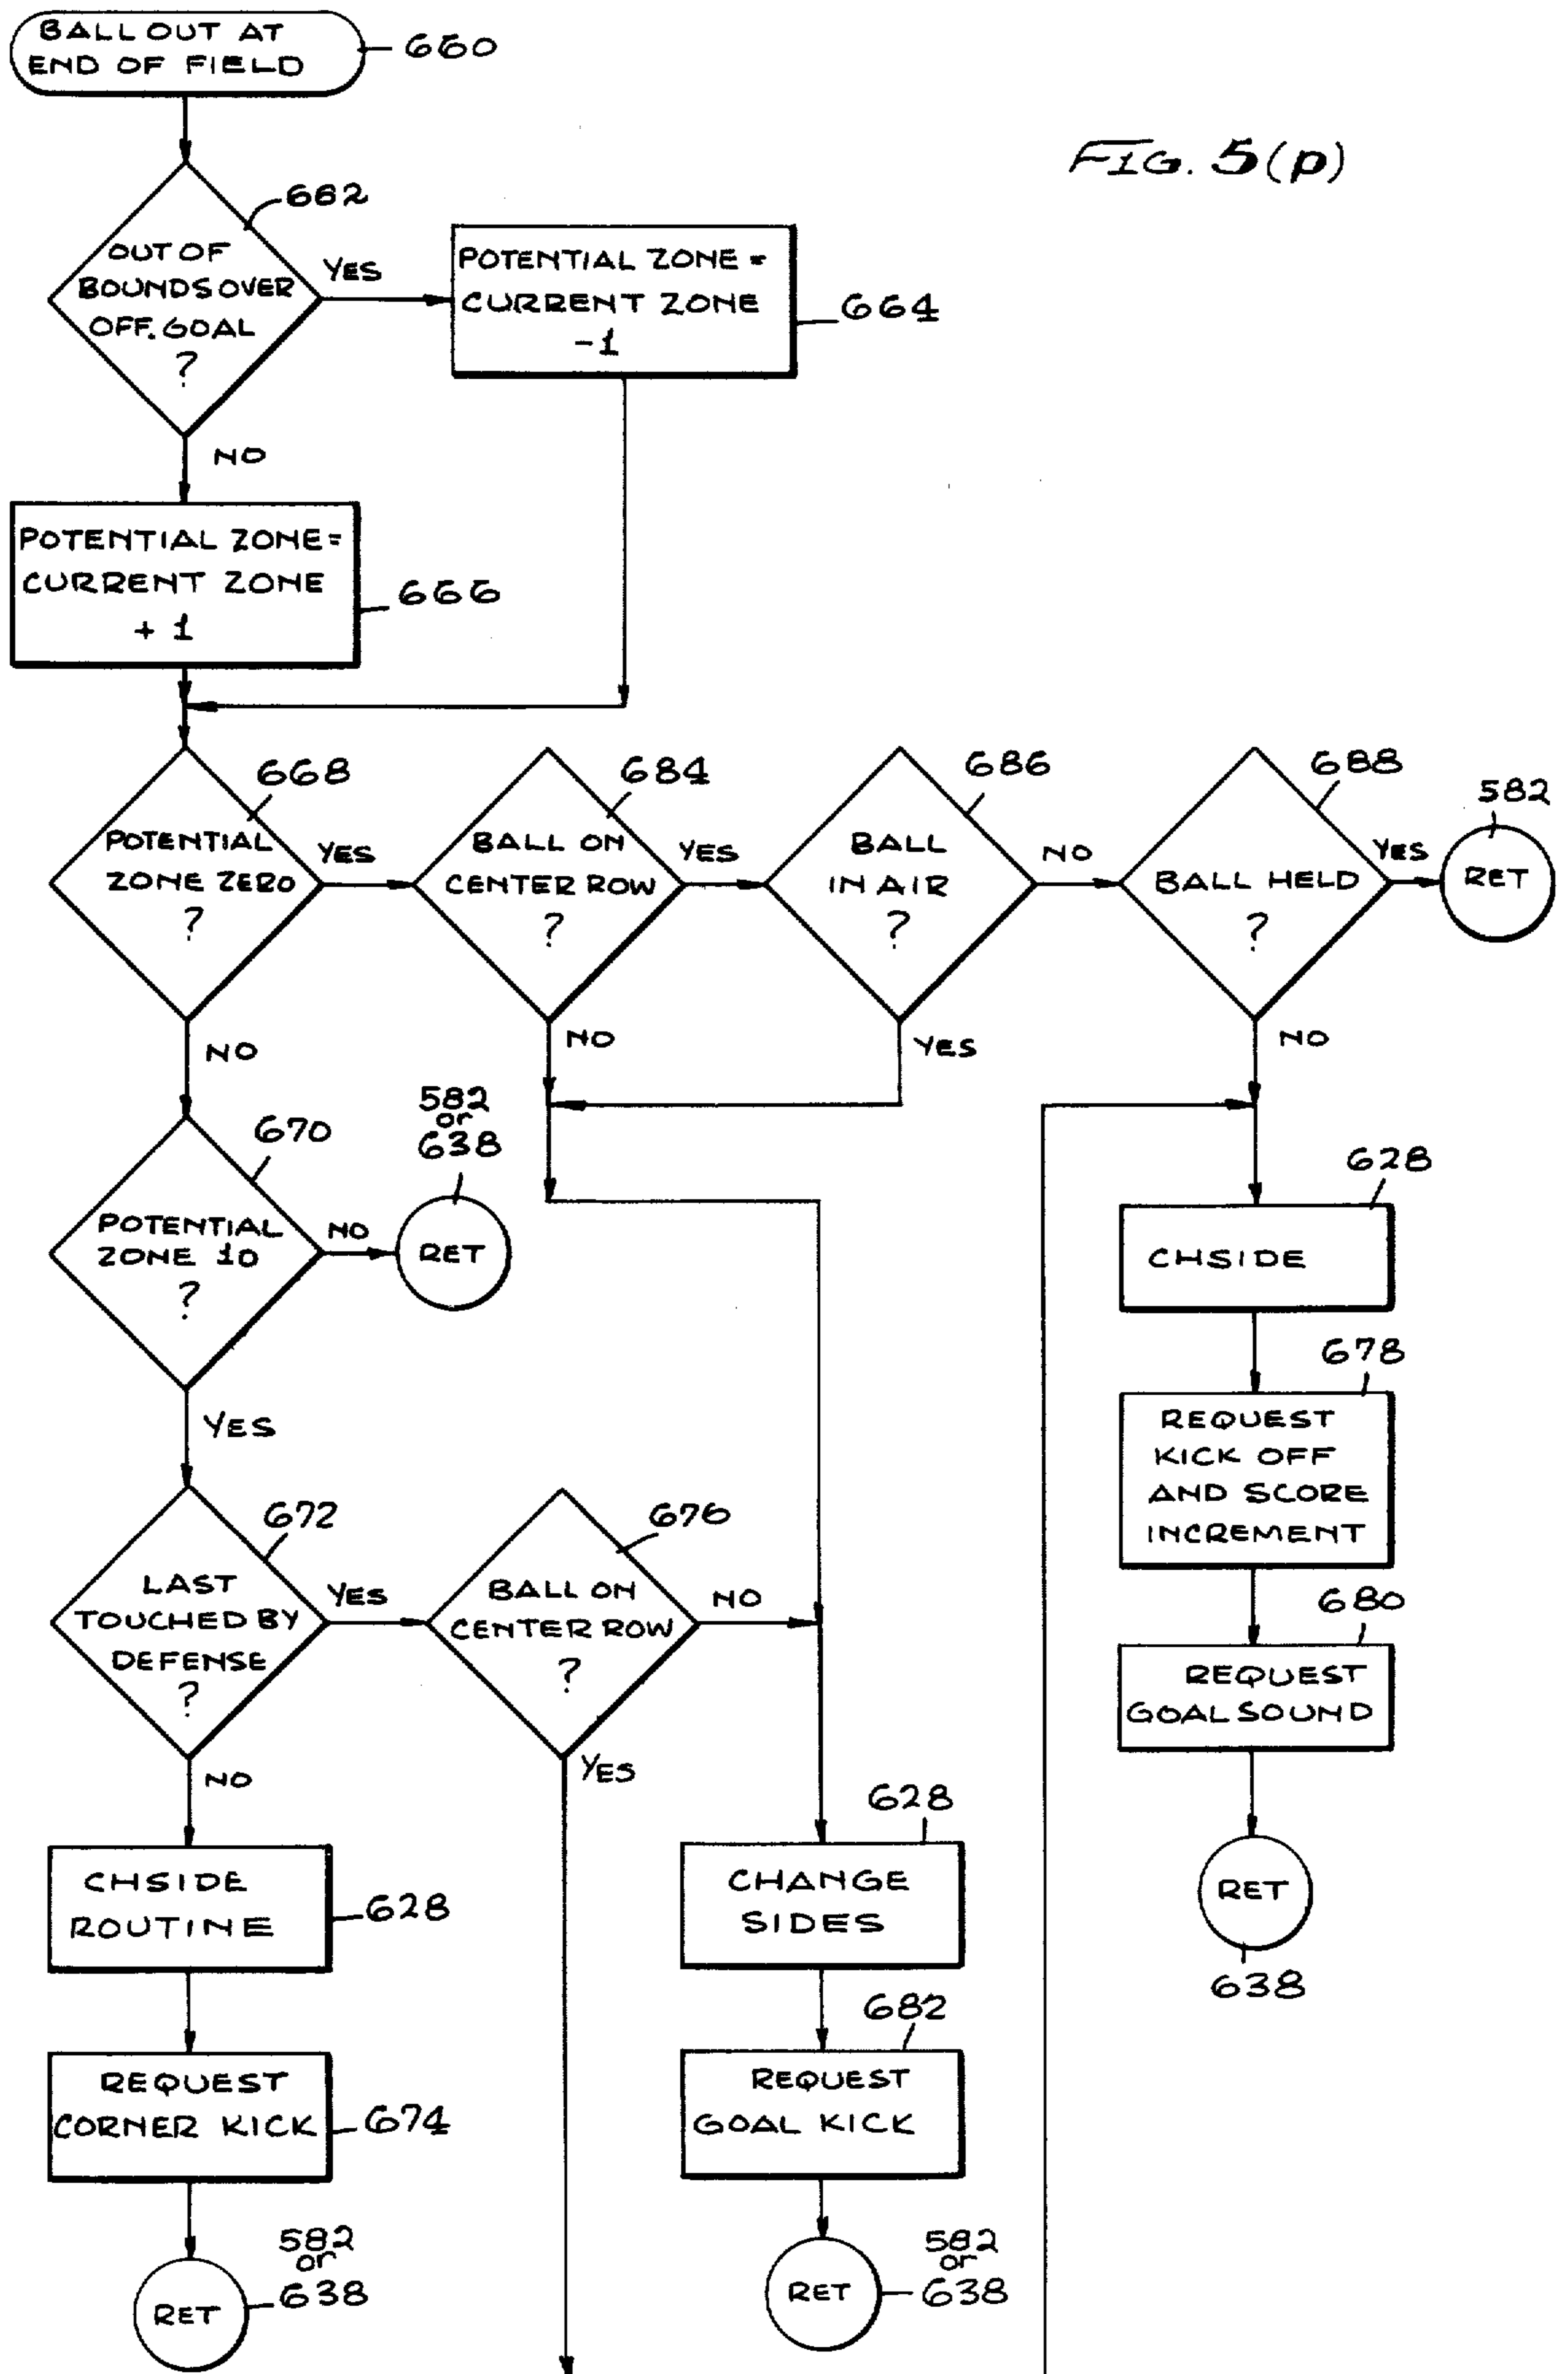 BALL OUT AT
END OF FIELD
660
FIG. 5(p)
662
OUT OF
BOUNDS OVER
OFF. GOAL
?
YES
POTENTIAL ZONE =
CURRENT ZONE
-1
664
NO
POTENTIAL ZONE =
CURRENT ZONE
+ 1
666
668
POTENTIAL
ZONE ZERO
?
YES
684
BALL ON
CENTER ROW
?
YES
686
BALL
IN AIR
?
NO
688
BALL HELD
?
YES
582
RET
NO
NO
YES
NO
670
POTENTIAL
ZONE 10
?
NO
582
or
638
RET
628
CHSIDE
678
REQUEST
KICK OFF
AND SCORE
INCREMENT
YES
672
LAST
TOUCHED BY
DEFENSE
?
YES
676
BALL ON
CENTER ROW
?
NO
680
REQUEST
GOAL SOUND
NO
YES
CHSIDE
ROUTINE
628
628
CHANGE
SIDES
RET
638
REQUEST
CORNER KICK
674
682
REQUEST
GOAL KICK
RET
582
or
638
RET
582
or
638